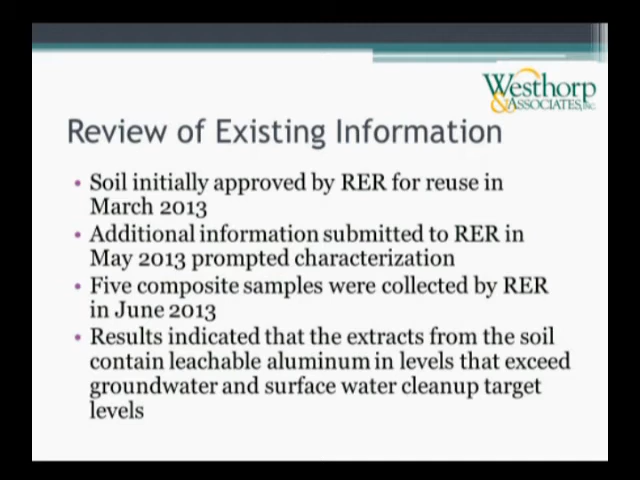 Westhorp
& ASSOCIATES, INC.
Review of Existing Information
• Soil initially approved by RER for reuse in
March 2013
• Additional information submitted to RER in
May 2013 prompted characterization
• Five composite samples were collected by RER
in June 2013
• Results indicated that the extracts from the soil
contain leachable aluminum in levels that exceed
groundwater and surface water cleanup target
levels